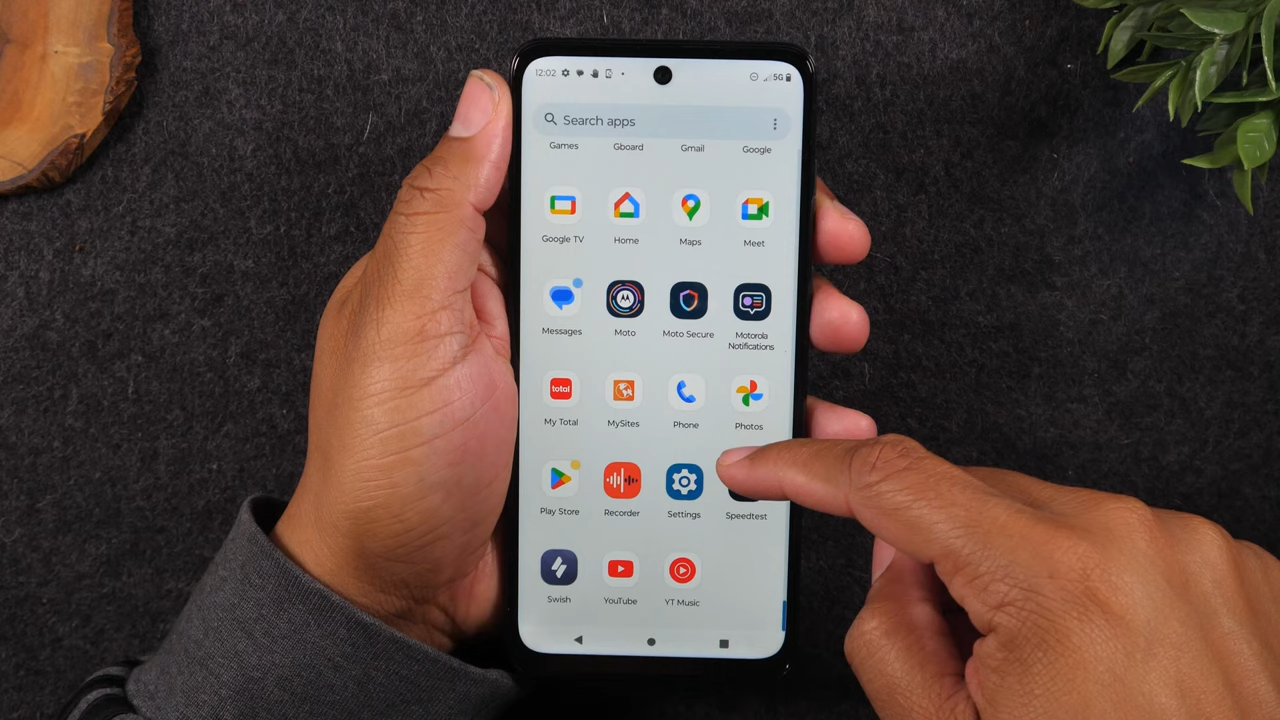 12:02 5G
Search apps
Games Gboard Gmail Google
Google TV Home Maps Meet
Messages Moto Moto Secure Motorola
Notifications
total
My Total MySites Phone Photos
Play Store Recorder Settings Speedtest
Swish YouTube YT Music